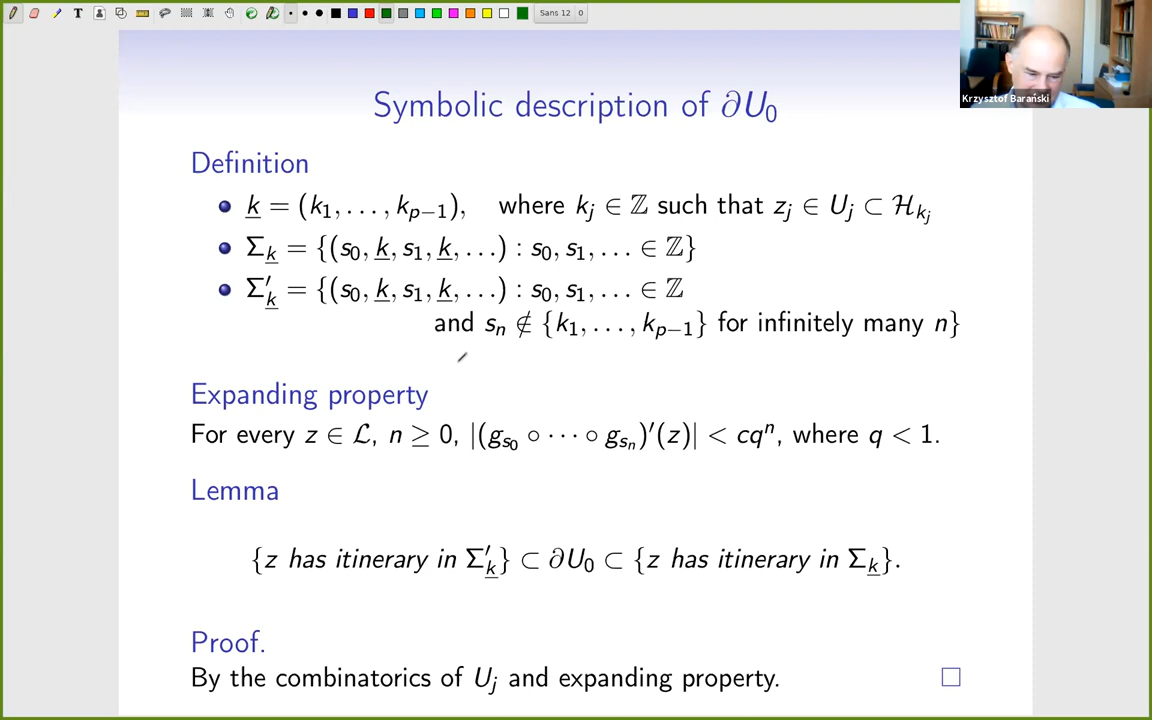 Sans 12 0
Krzysztof Barański
Symbolic description of ∂U₀
Definition
k = (k₁, . . . , kₚ₋₁), where kⱼ ∈ ℤ such that zⱼ ∈ Uⱼ ⊂ ℋ_{kⱼ}
Σ_k = {(s₀, k, s₁, k, . . .) : s₀, s₁, . . . ∈ ℤ}
Σ′_k = {(s₀, k, s₁, k, . . .) : s₀, s₁, . . . ∈ ℤ
and sₙ ∉ {k₁, . . . , kₚ₋₁} for infinitely many n}
Expanding property
For every z ∈ ℒ, n ≥ 0, |(g_{s₀} ∘ · · · ∘ g_{sₙ})′(z)| < cqⁿ, where q < 1.
Lemma
{z has itinerary in Σ′_k} ⊂ ∂U₀ ⊂ {z has itinerary in Σ_k}.
Proof.
By the combinatorics of Uⱼ and expanding property. □